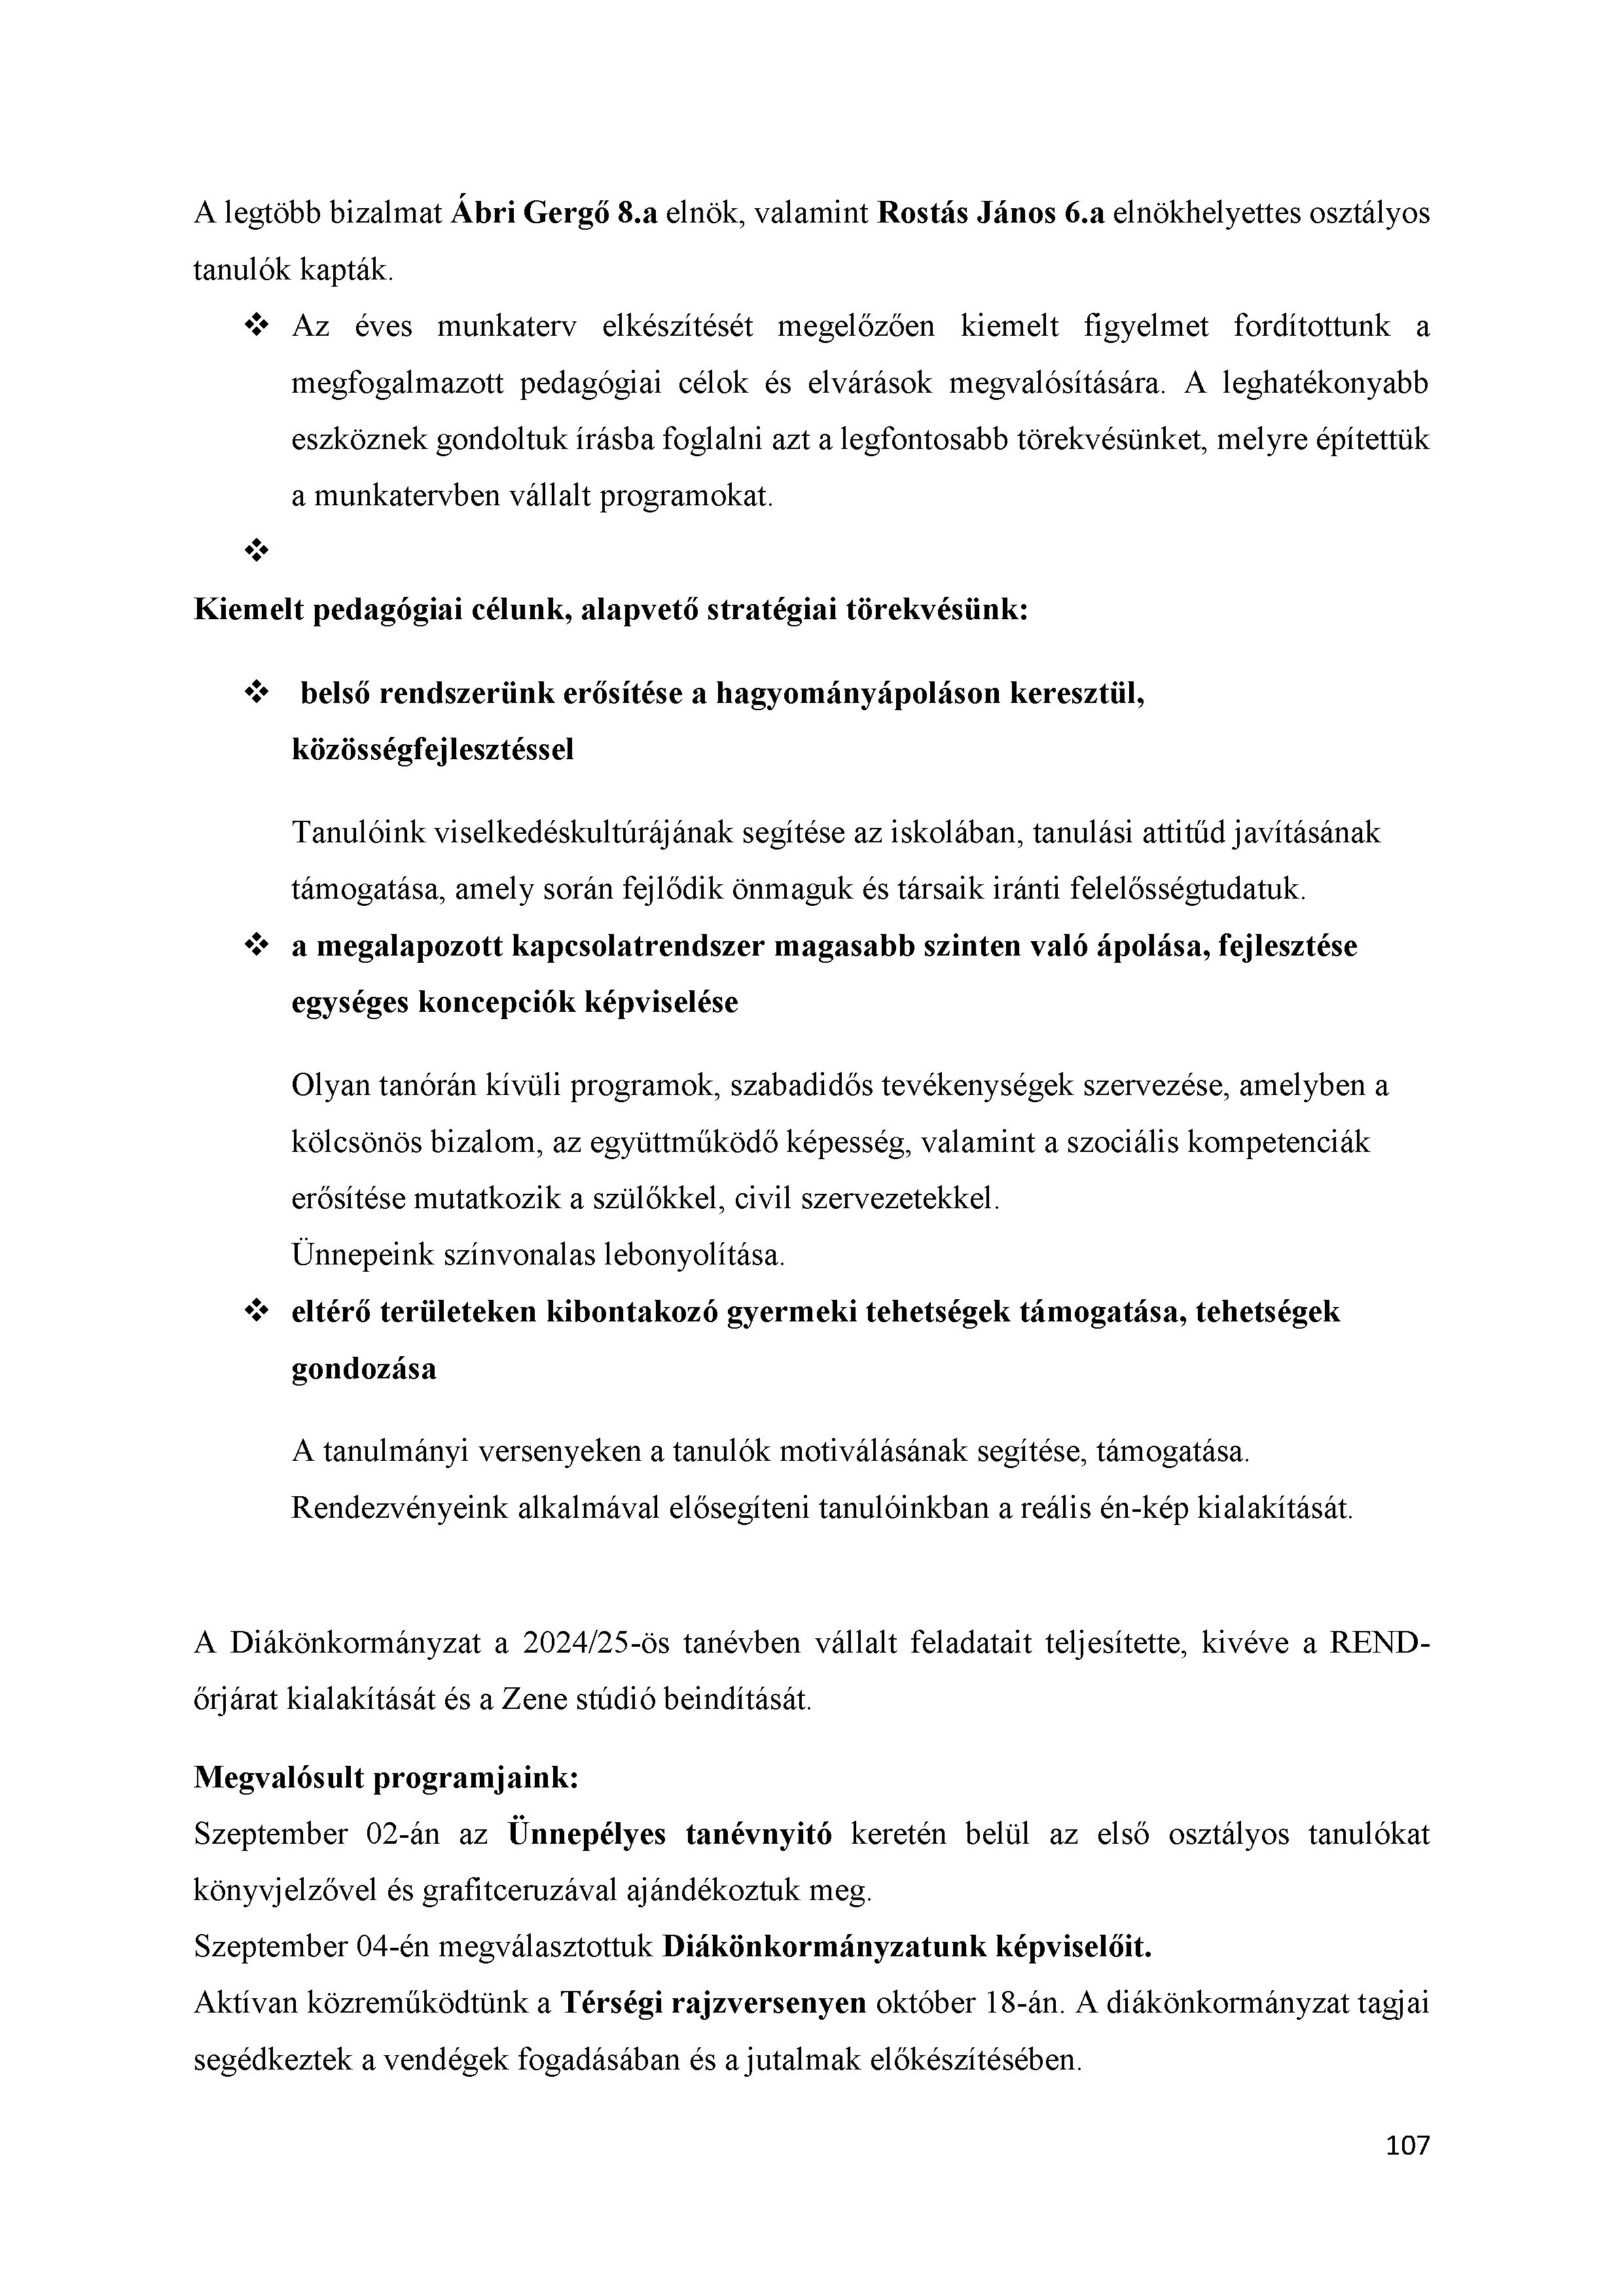 A legtöbb bizalmat Ábri Gergő 8.a elnök, valamint Rostás János 6.a elnökhelyettes osztályos
tanulók kapták.
❖ Az éves munkaterv elkészítését megelőzően kiemelt figyelmet fordítottunk a
megfogalmazott pedagógiai célok és elvárások megvalósítására. A leghatékonyabb
eszköznek gondoltuk írásba foglalni azt a legfontosabb törekvésünket, melyre építettük
a munkatervben vállalt programokat.
❖
Kiemelt pedagógiai célunk, alapvető stratégiai törekvésünk:
❖ belső rendszerünk erősítése a hagyományápoláson keresztül,
közösségfejlesztéssel
Tanulóink viselkedéskultúrájának segítése az iskolában, tanulási attitűd javításának
támogatása, amely során fejlődik önmaguk és társaik iránti felelősségtudatuk.
❖ a megalapozott kapcsolatrendszer magasabb szinten való ápolása, fejlesztése
egységes koncepciók képviselése
Olyan tanórán kívüli programok, szabadidős tevékenységek szervezése, amelyben a
kölcsönös bizalom, az együttműködő képesség, valamint a szociális kompetenciák
erősítése mutatkozik a szülőkkel, civil szervezetekkel.
Ünnepeink színvonalas lebonyolítása.
❖ eltérő területeken kibontakozó gyermeki tehetségek támogatása, tehetségek
gondozása
A tanulmányi versenyeken a tanulók motiválásának segítése, támogatása.
Rendezvényeink alkalmával elősegíteni tanulóinkban a reális én-kép kialakítását.
A Diákönkormányzat a 2024/25-ös tanévben vállalt feladatait teljesítette, kivéve a REND-
őrjárat kialakítását és a Zene stúdió beindítását.
Megvalósult programjaink:
Szeptember 02-án az Ünnepélyes tanévnyitó keretén belül az első osztályos tanulókat
könyvjelzővel és grafitceruzával ajándékoztuk meg.
Szeptember 04-én megválasztottuk Diákönkormányzatunk képviselőit.
Aktívan közreműködtünk a Térségi rajzversenyen október 18-án. A diákönkormányzat tagjai
segédkeztek a vendégek fogadásában és a jutalmak előkészítésében.
107